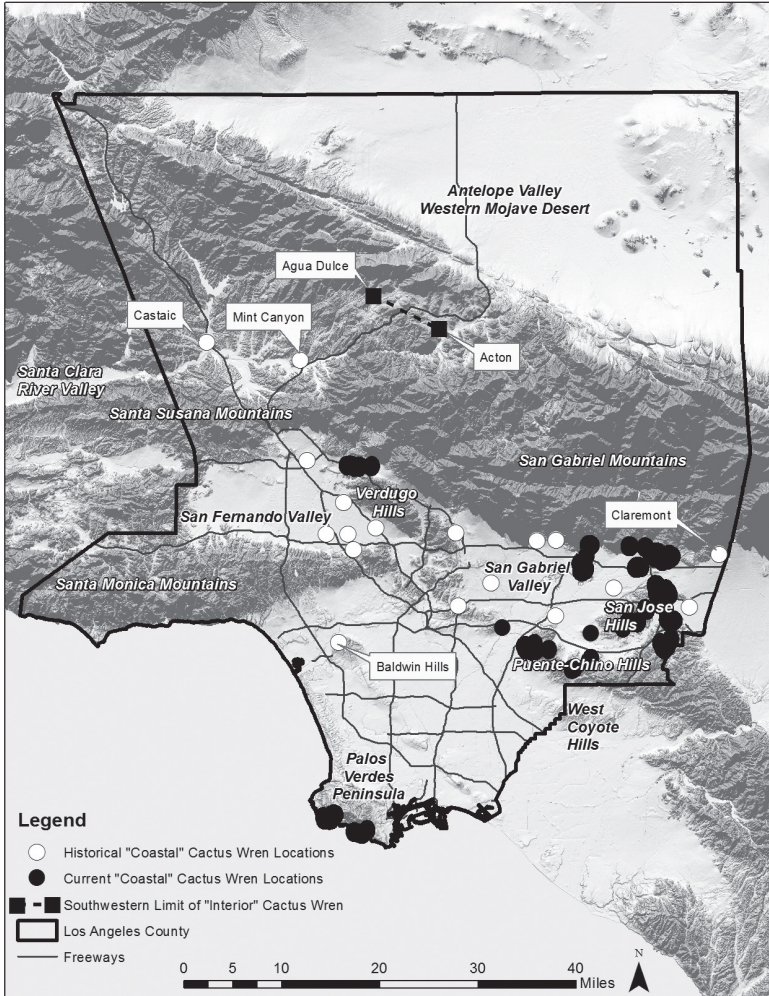 Antelope Valley
Western Mojave Desert
Agua Dulce
Castaic
Mint Canyon
Acton
Santa Clara
River Valley
Santa Susana Mountains
San Gabriel Mountains
Verdugo
Hills
San Fernando Valley
Claremont
San Gabriel
Valley
Santa Monica Mountains
San Jose
Hills
Baldwin Hills
Puente-Chino Hills
West
Coyote
Hills
Palos
Verdes
Peninsula
Legend
Historical "Coastal" Cactus Wren Locations
Current "Coastal" Cactus Wren Locations
Southwestern Limit of "Interior" Cactus Wren
Los Angeles County
Freeways
N
0 5 10 20 30 40
Miles